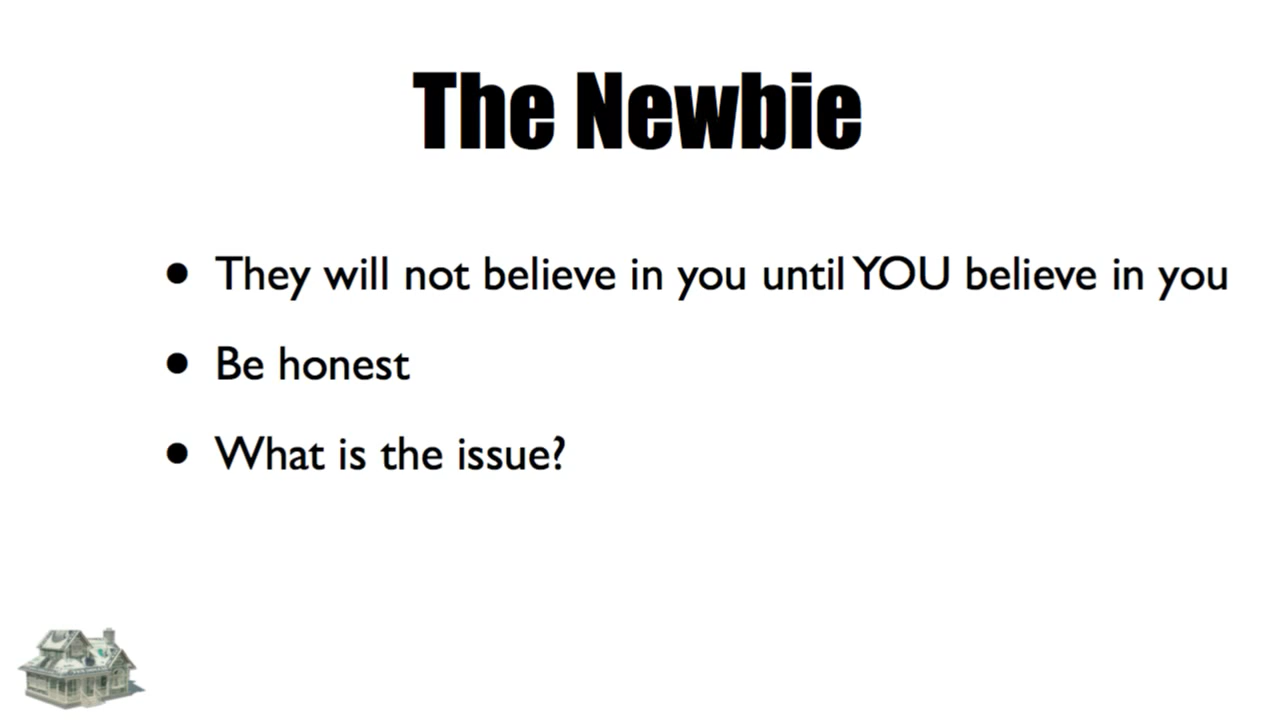 The Newbie
• They will not believe in you until YOU believe in you
• Be honest
• What is the issue?